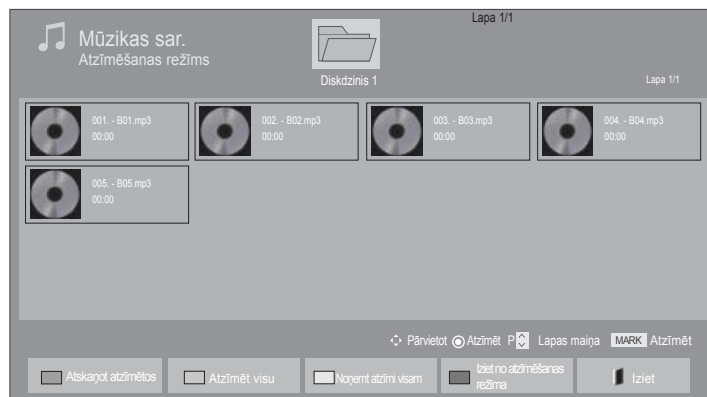 Lapa 1/1
Mūzikas sar.
Atzīmēšanas režīms
Diskdzinis 1
Lapa 1/1
001. - B01.mp3
00:00
002. - B02.mp3
00:00
003. - B03.mp3
00:00
004. - B04.mp3
00:00
005. - B05.mp3
00:00
Pārvietot Atzīmēt P Lapas maiņa MARK Atzīmēt
Atskaņot atzīmētos
Atzīmēt visu
Noņemt atzīmi visam
Iziet no atzīmēšanas
režīma
Iziet